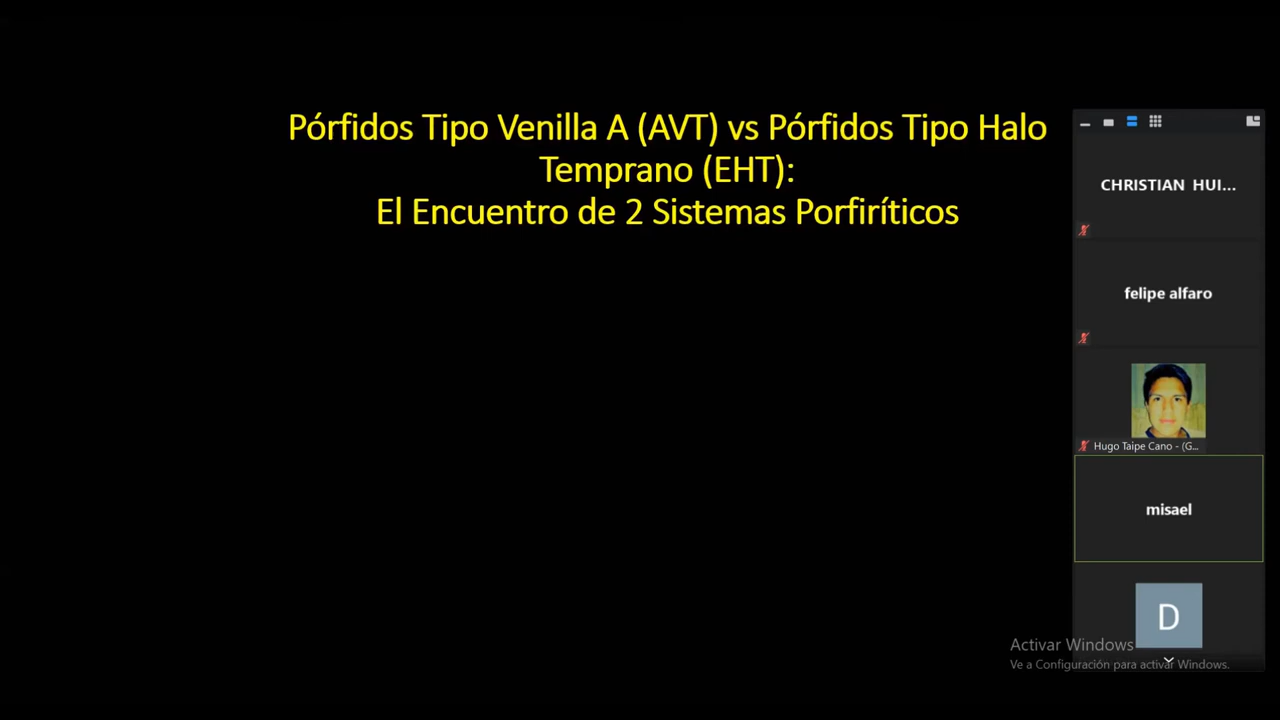 Pórfidos Tipo Venilla A (AVT) vs Pórfidos Tipo Halo
Temprano (EHT):
El Encuentro de 2 Sistemas Porfiríticos
CHRISTIAN HUI...
felipe alfaro
Hugo Taipe Cano - (G...
misael
D
Activar Windows
Ve a Configuración para activar Windows.